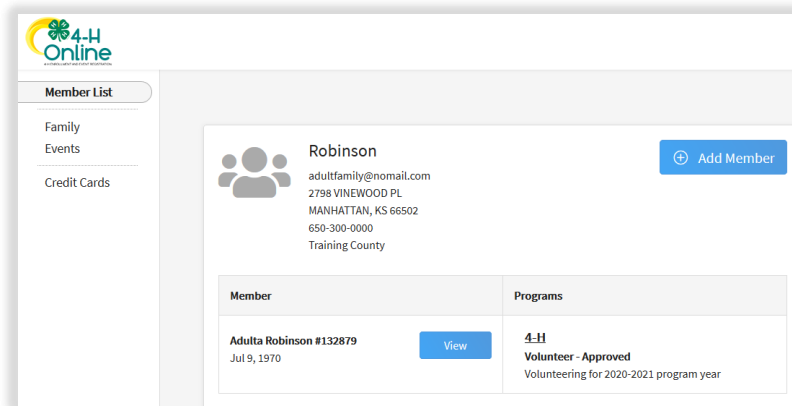 4-H
Online
Member List
Family
Events
Credit Cards
Robinson
adultfamily@nomail.com
2798 VINEWOOD PL
MANHATTAN, KS 66502
650-300-0000
Training County
Add Member
Member
Programs
Adulta Robinson #132879
Jul 9, 1970
View
4-H
Volunteer - Approved
Volunteering for 2020-2021 program year